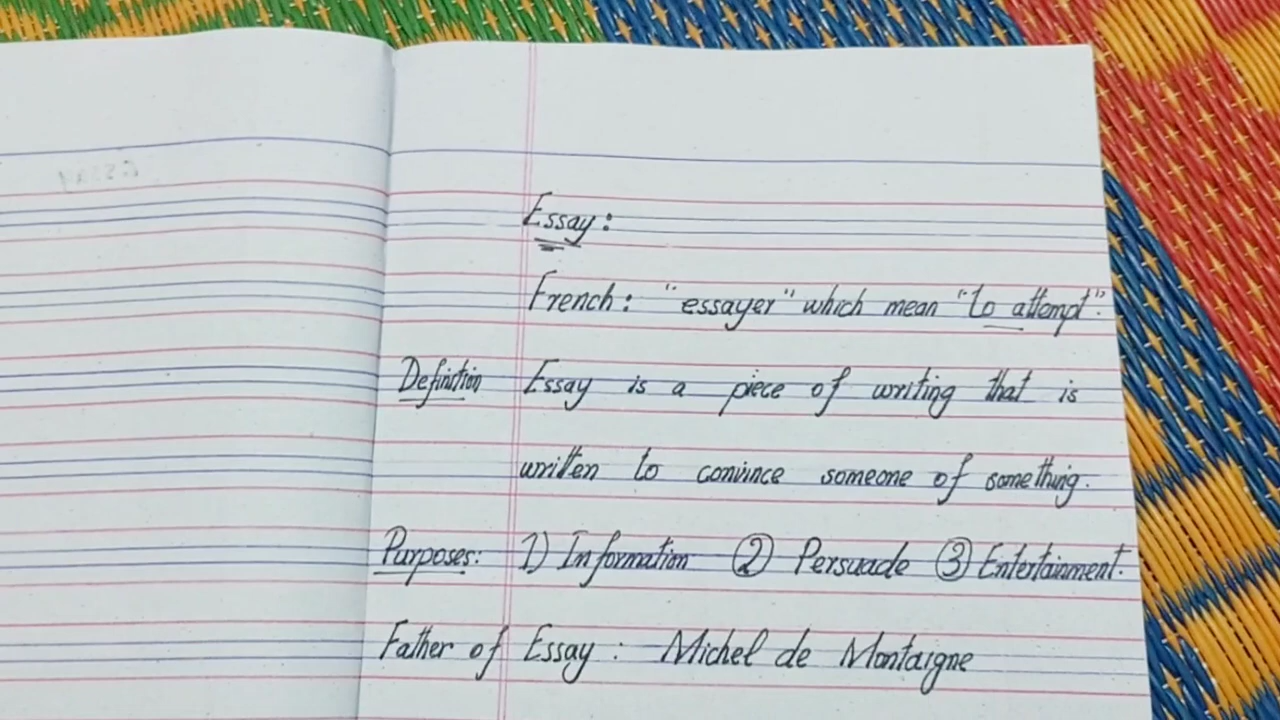 Essay:
French: "essayer" which mean "to attempt".
Definition Essay is a piece of writing that is
written to convince someone of something.
Purposes: 1) Information ② Persuade ③ Entertainment.
Father of Essay: Michel de Montaigne